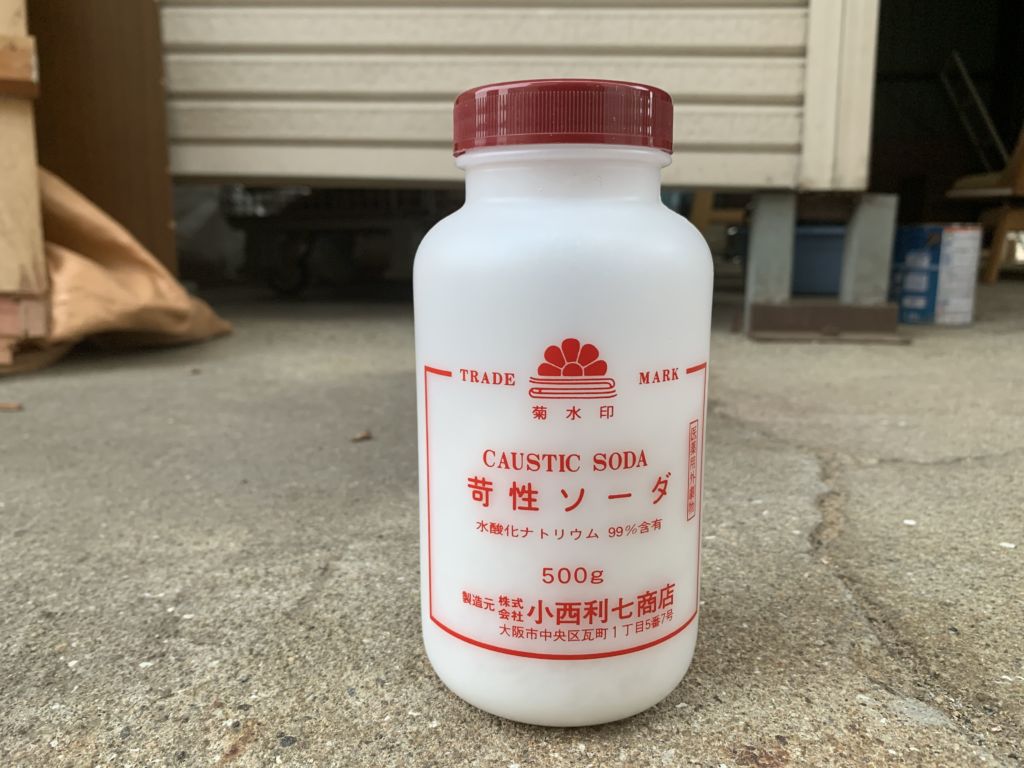 TRADE MARK
菊水印
CAUSTIC SODA
苛性ソーダ
水酸化ナトリウム 99%含有
医薬用外劇物
500g
製造元 株式会社 小西利七商店
大阪市中央区瓦町1丁目5番7号